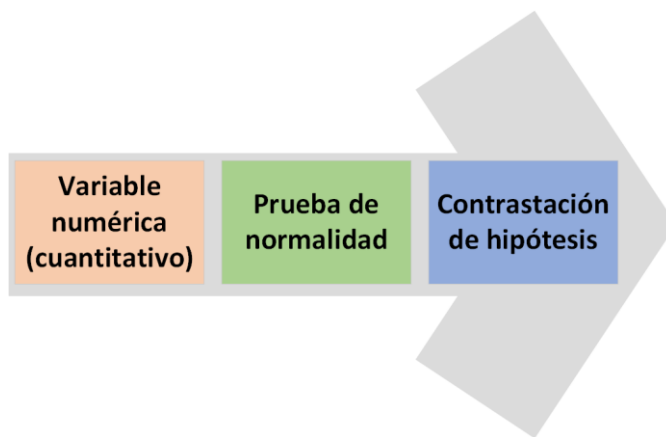 Variable
numérica
(cuantitativo)
Prueba de
normalidad
Contrastación
de hipótesis